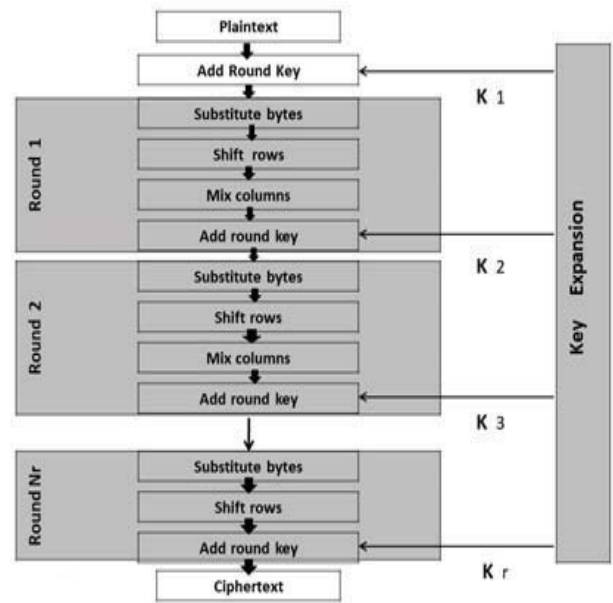 Plaintext
Add Round Key
K 1
Round 1
Substitute bytes
Shift rows
Mix columns
Add round key
K 2
Round 2
Substitute bytes
Shift rows
Mix columns
Add round key
K 3
Round Nr
Substitute bytes
Shift rows
Add round key
K r
Ciphertext
Key Expansion